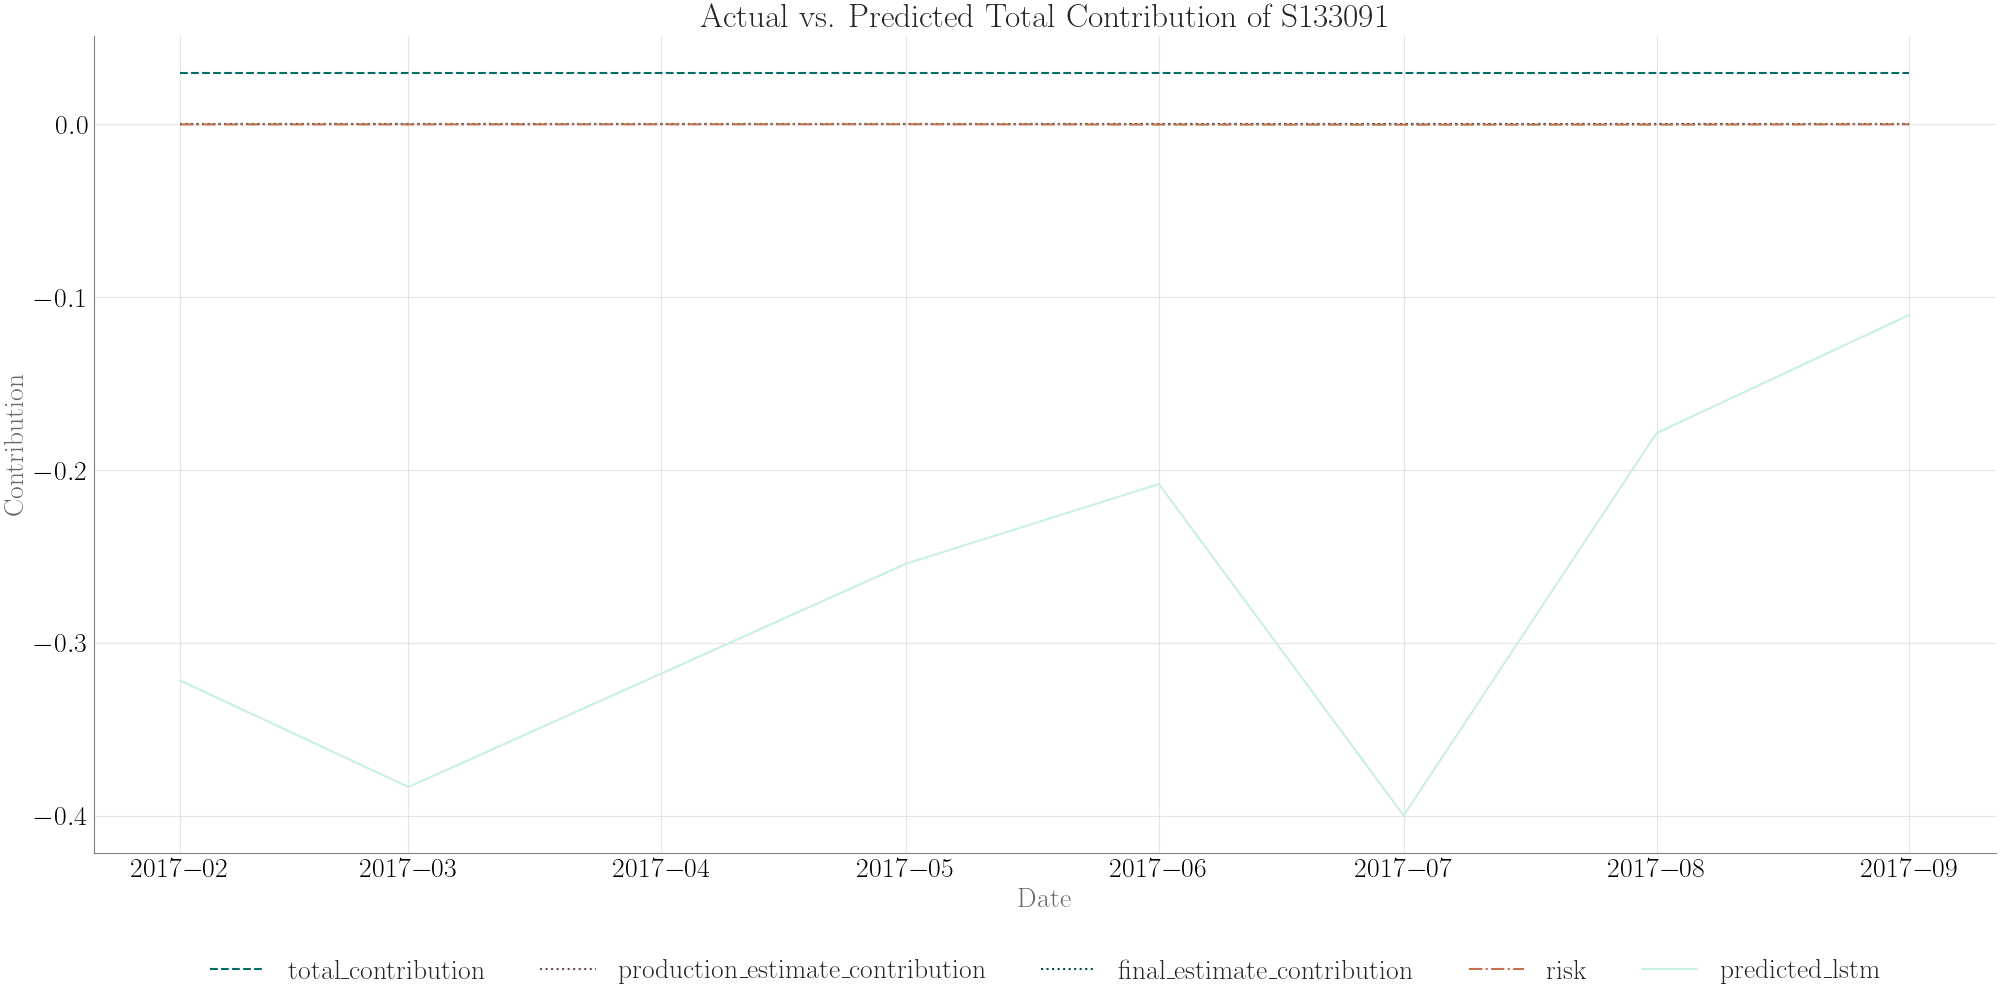 Actual vs. Predicted Total Contribution of S133091
0.0
−0.1
−0.2
−0.3
−0.4
Contribution
2017−02 2017−03 2017−04 2017−05 2017−06 2017−07 2017−08 2017−09
Date
total_contribution production_estimate_contribution final_estimate_contribution risk predicted_lstm